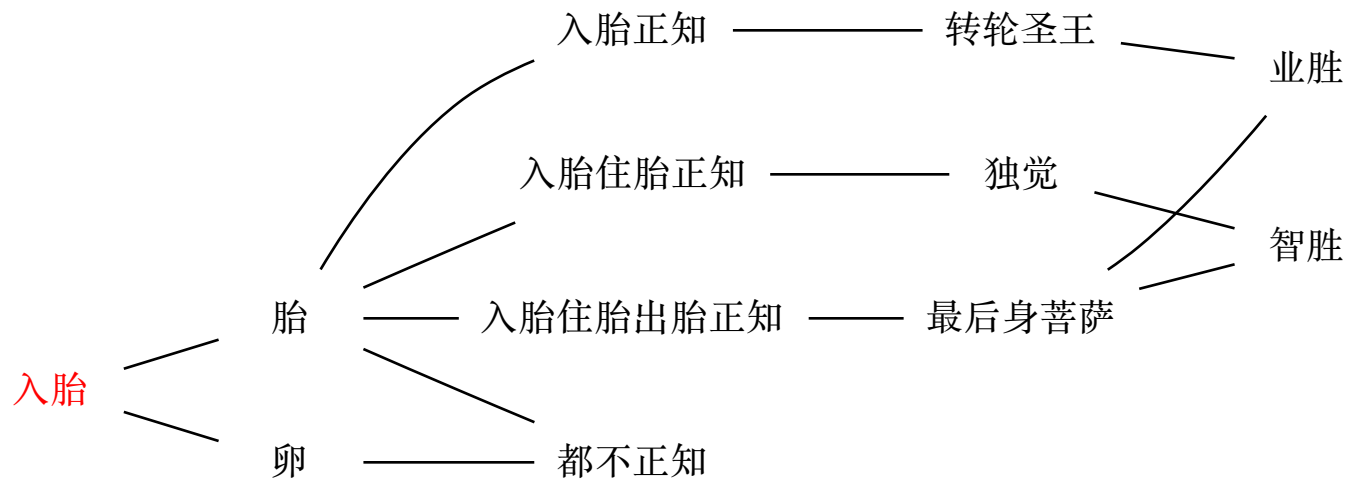 入胎正知
转轮圣王
业胜
入胎住胎正知
独觉
智胜
胎
入胎住胎出胎正知
最后身菩萨
入胎
卵
都不正知